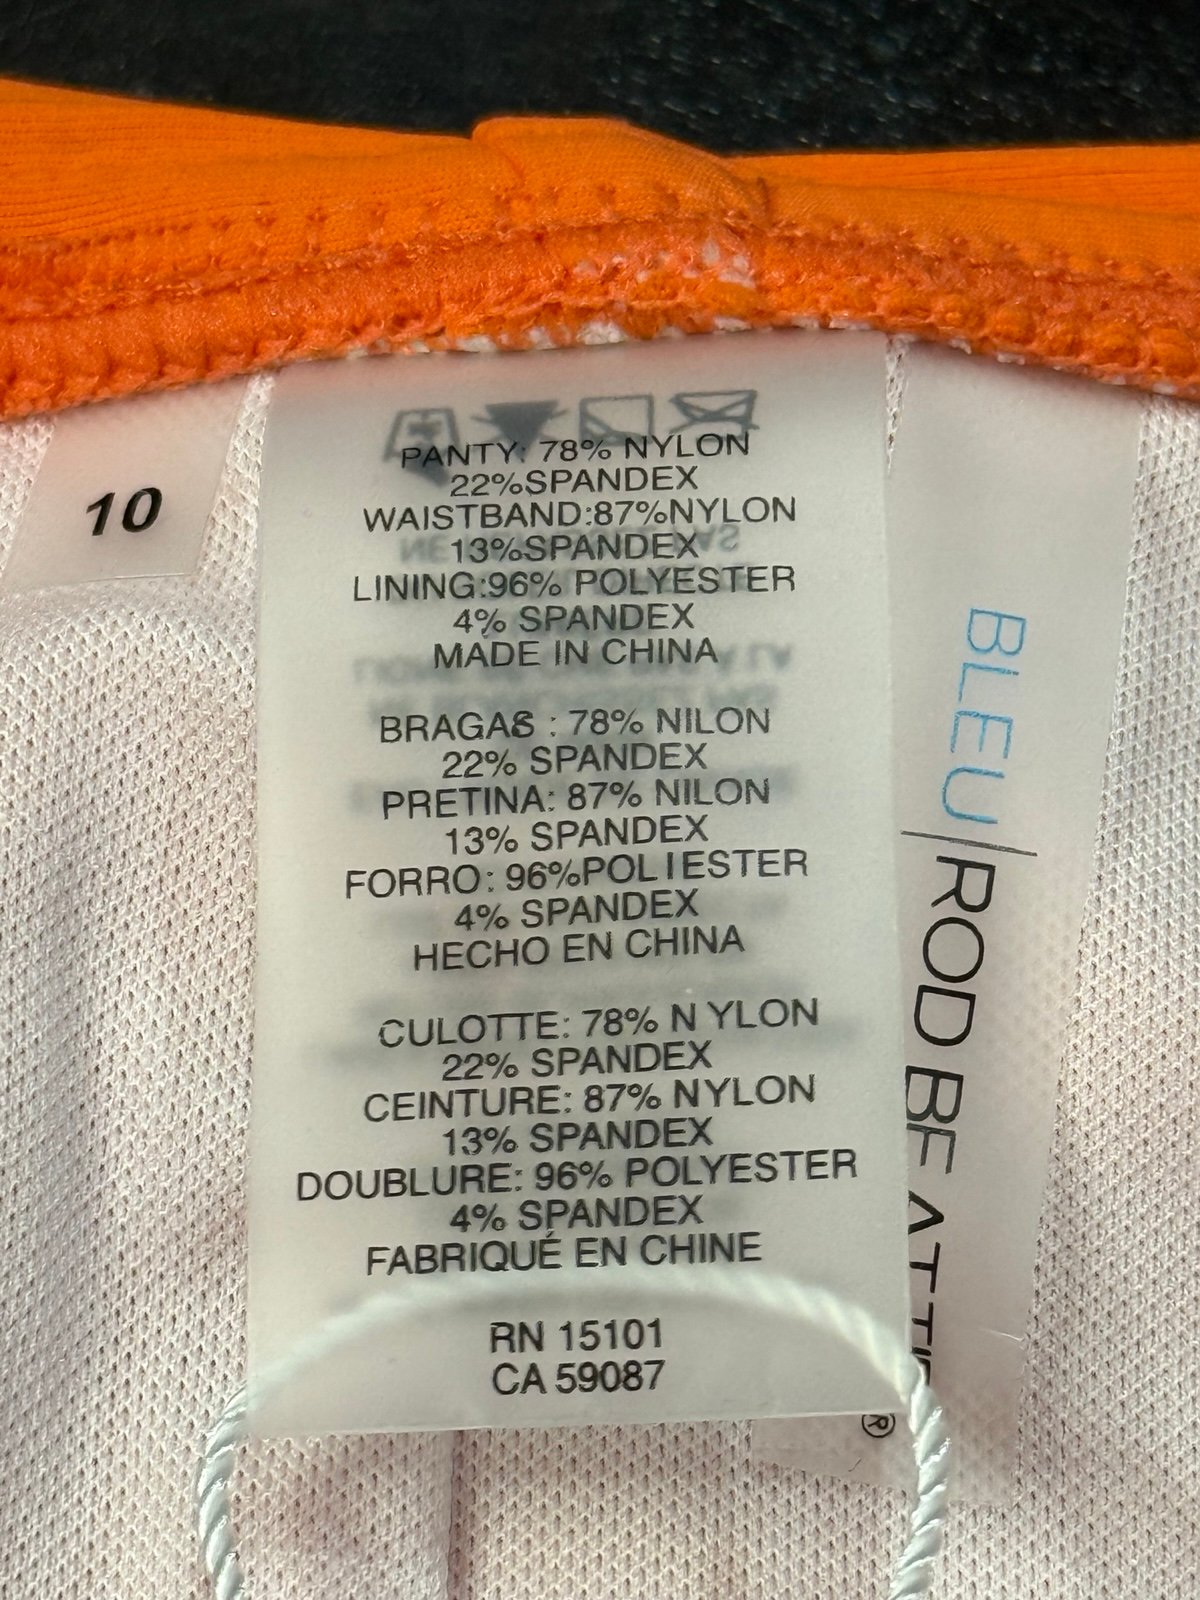 10
PANTY: 78% NYLON
22%SPANDEX
WAISTBAND:87%NYLON
13%SPANDEX
LINING:96% POLYESTER
4% SPANDEX
MADE IN CHINA
BRAGAS : 78% NILON
22% SPANDEX
PRETINA: 87% NILON
13% SPANDEX
FORRO: 96%POLIESTER
4% SPANDEX
HECHO EN CHINA
CULOTTE: 78% N YLON
22% SPANDEX
CEINTURE: 87% NYLON
13% SPANDEX
DOUBLURE: 96% POLYESTER
4% SPANDEX
FABRIQUÉ EN CHINE
RN 15101
CA 59087
BLEU|ROD BEATTIE®